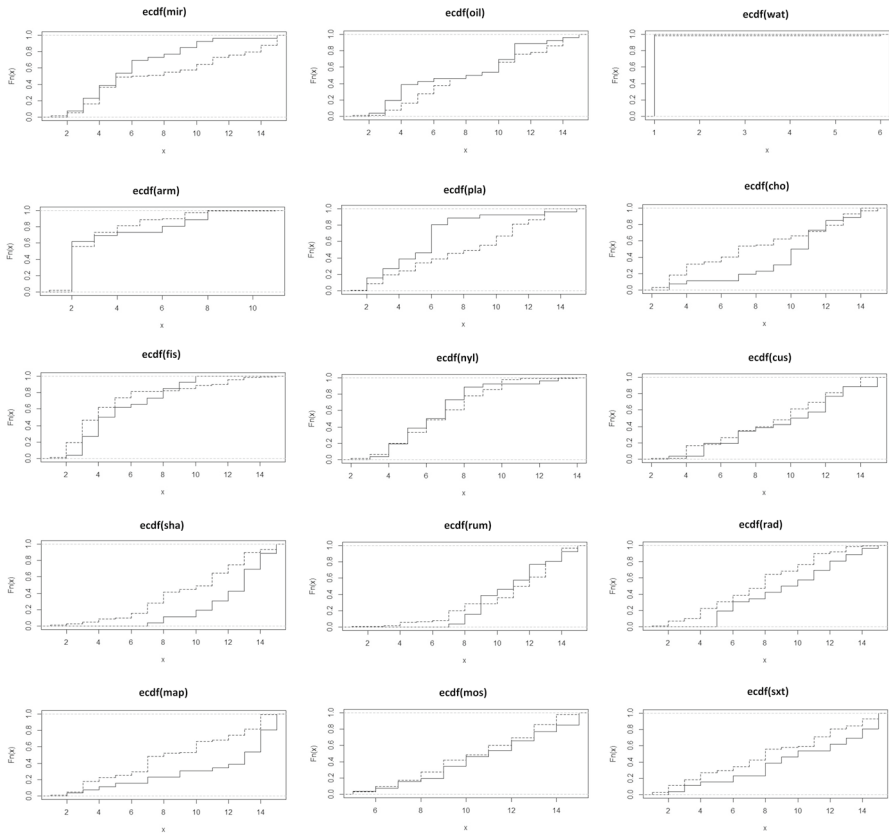 ecdf(mir)
Fn(x)
0.0 0.2 0.4 0.6 0.8 1.0
2 4 6 8 10 12 14
x
ecdf(oil)
Fn(x)
0.0 0.2 0.4 0.6 0.8 1.0
2 4 6 8 10 12 14
x
ecdf(wat)
Fn(x)
0.0 0.2 0.4 0.6 0.8 1.0
1 2 3 4 5 6
x
ecdf(arm)
Fn(x)
0.0 0.2 0.4 0.6 0.8 1.0
2 4 6 8 10
x
ecdf(pla)
Fn(x)
0.0 0.2 0.4 0.6 0.8 1.0
2 4 6 8 10 12 14
x
ecdf(cho)
Fn(x)
0.0 0.2 0.4 0.6 0.8 1.0
2 4 6 8 10 12 14
x
ecdf(fis)
Fn(x)
0.0 0.2 0.4 0.6 0.8 1.0
2 4 6 8 10 12 14
x
ecdf(nyl)
Fn(x)
0.0 0.2 0.4 0.6 0.8 1.0
2 4 6 8 10 12 14
x
ecdf(cus)
Fn(x)
0.0 0.2 0.4 0.6 0.8 1.0
2 4 6 8 10 12 14
x
ecdf(sha)
Fn(x)
0.0 0.2 0.4 0.6 0.8 1.0
2 4 6 8 10 12 14
x
ecdf(rum)
Fn(x)
0.0 0.2 0.4 0.6 0.8 1.0
2 4 6 8 10 12 14
x
ecdf(rad)
Fn(x)
0.0 0.2 0.4 0.6 0.8 1.0
2 4 6 8 10 12 14
x
ecdf(map)
Fn(x)
0.0 0.2 0.4 0.6 0.8 1.0
2 4 6 8 10 12 14
x
ecdf(mos)
Fn(x)
0.0 0.2 0.4 0.6 0.8 1.0
6 8 10 12 14
x
ecdf(sxt)
Fn(x)
0.0 0.2 0.4 0.6 0.8 1.0
2 4 6 8 10 12 14
x